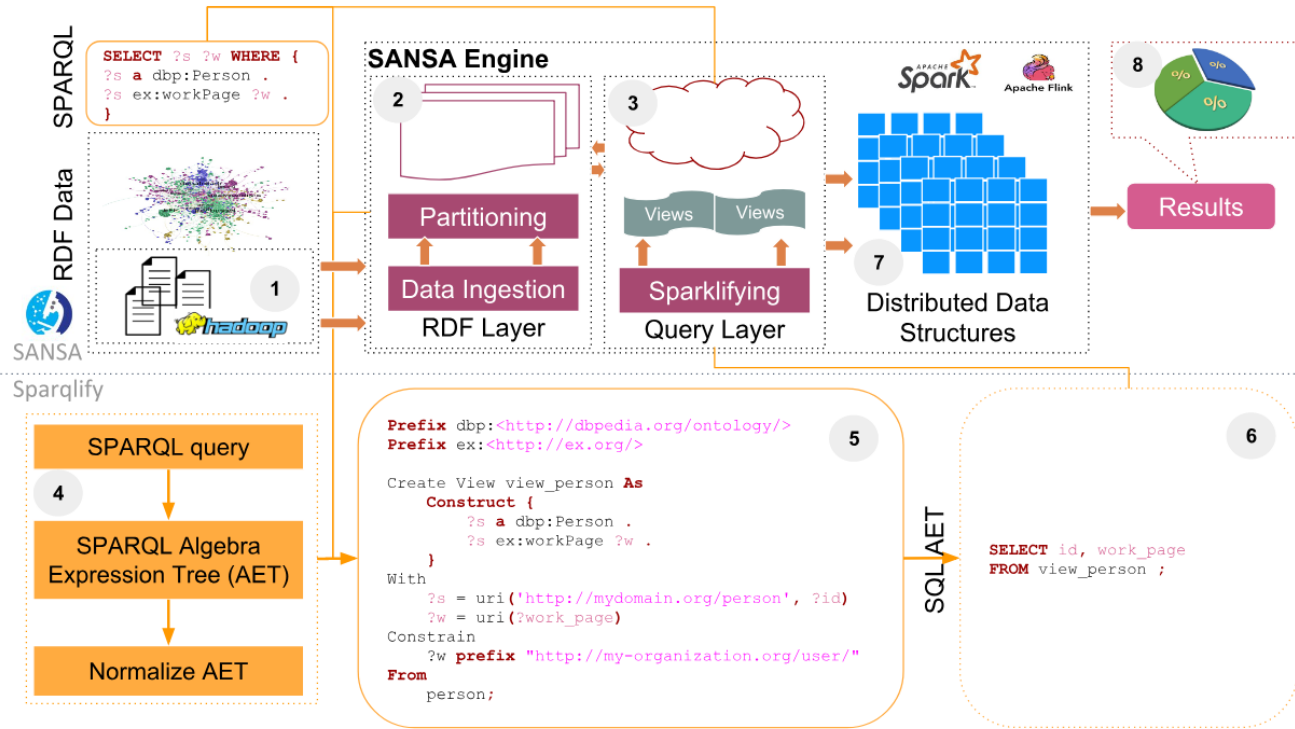 SPARQL
SELECT ?s ?w WHERE {
?s a dbp:Person .
?s ex:workPage ?w .
}
RDF Data
1
hadoop
SANSA
SANSA Engine
2
Partitioning
Data Ingestion
RDF Layer
3
Views
Views
Sparklifying
Query Layer
APACHE
Spark
Apache Flink
7
Distributed Data
Structures
8
%
%
%
Results
Sparqlify
SPARQL query
4
SPARQL Algebra
Expression Tree (AET)
Normalize AET
5
Prefix dbp:<http://dbpedia.org/ontology/>
Prefix ex:<http://ex.org/>
Create View view_person As
Construct {
?s a dbp:Person .
?s ex:workPage ?w .
}
With
?s = uri('http://mydomain.org/person', ?id)
?w = uri(?work_page)
Constrain
?w prefix "http://my-organization.org/user/"
From
person;
SQL AET
6
SELECT id, work_page
FROM view_person ;